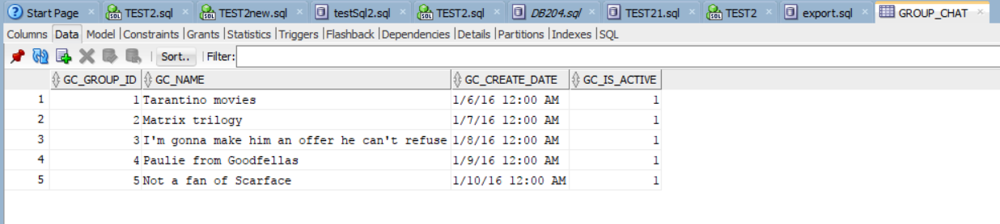 Start Page TEST2.sql TEST2new.sql testSql2.sql TEST2.sql DB204.sql TEST21.sql TEST2 export.sql GROUP_CHAT
Columns Data Model Constraints Grants Statistics Triggers Flashback Dependencies Details Partitions Indexes SQL
Sort.. Filter:
GC_GROUP_ID GC_NAME GC_CREATE_DATE GC_IS_ACTIVE
1 1 Tarantino movies 1/6/16 12:00 AM 1
2 2 Matrix trilogy 1/7/16 12:00 AM 1
3 3 I'm gonna make him an offer he can't refuse 1/8/16 12:00 AM 1
4 4 Paulie from Goodfellas 1/9/16 12:00 AM 1
5 5 Not a fan of Scarface 1/10/16 12:00 AM 1